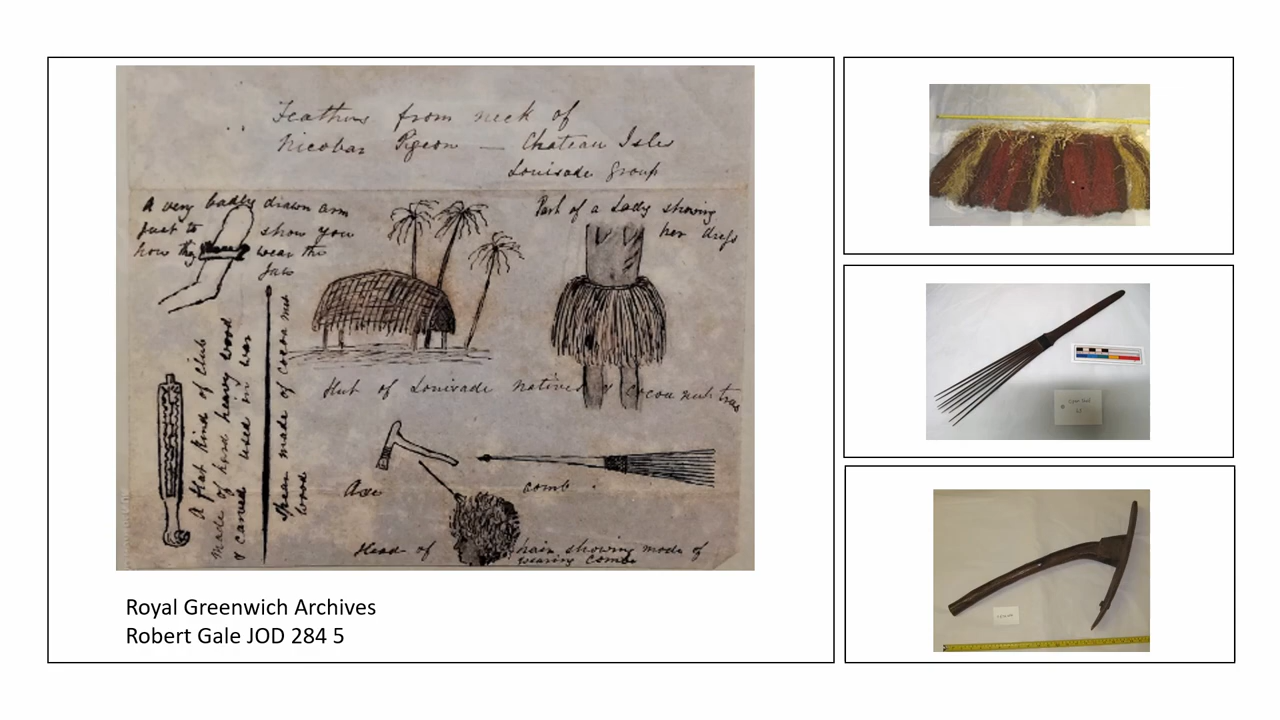 Feathers from neck of
Nicobar Pigeon — Chateau Isles
Louisade Group
A very badly drawn arm
just to show you
how they wear the
jaw
Part of a Lady showing
her dress
A flat kind of club
made of hard heavy wood
& carved used in war
Spear made of cocoa nut
wood
Hut of Louisade natives & cocoa nut trees
Axe
comb .
Head of hair showing mode of
wearing Comb
Royal Greenwich Archives
Robert Gale JOD 284 5